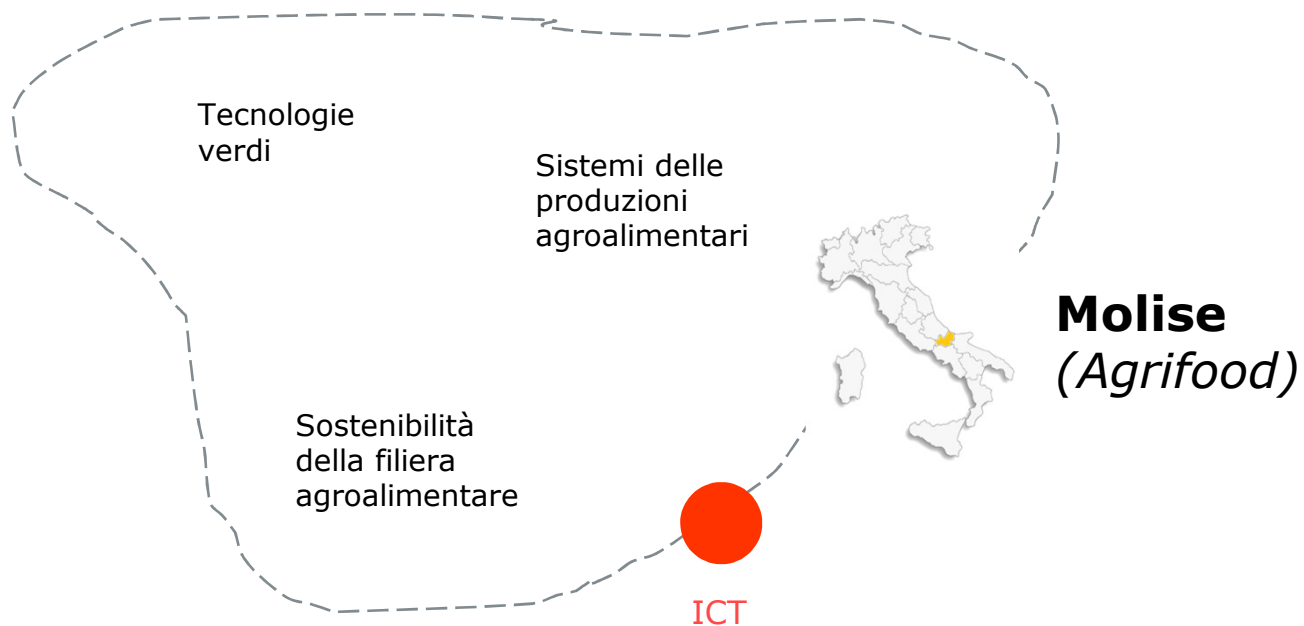 Tecnologie
verdi
Sistemi delle
produzioni
agroalimentari
Molise
(Agrifood)
Sostenibilità
della filiera
agroalimentare
ICT